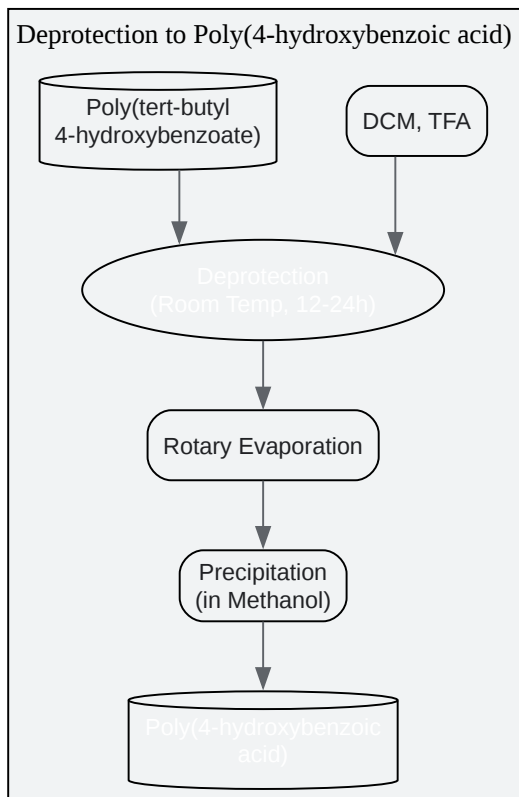 Deprotection to Poly(4-hydroxybenzoic acid)
Poly(tert-butyl
4-hydroxybenzoate)
DCM, TFA
Deprotection
(Room Temp, 12-24h)
Rotary Evaporation
Precipitation
(in Methanol)
Poly(4-hydroxybenzoic
acid)